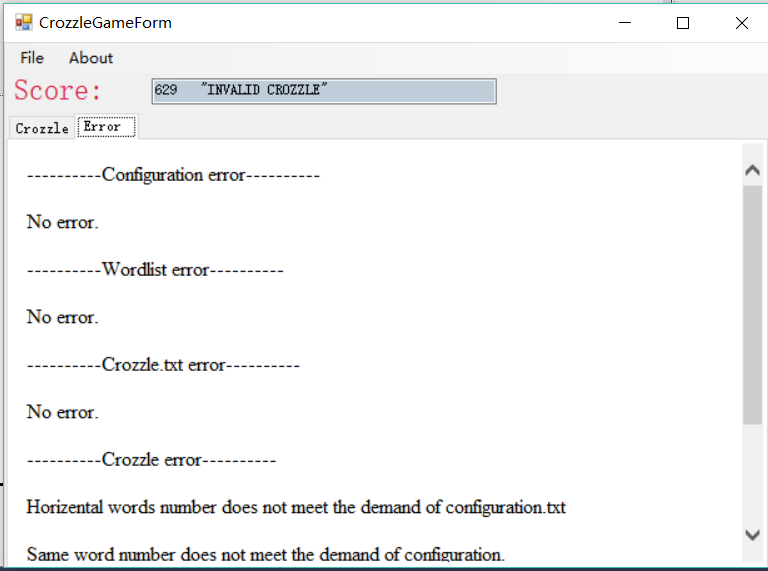 CrozzleGameForm
File About
Score: 629 "INVALID CROZZLE"
Crozzle Error
----------Configuration error----------
No error.
----------Wordlist error----------
No error.
----------Crozzle.txt error----------
No error.
----------Crozzle error----------
Horizental words number does not meet the demand of configuration.txt
Same word number does not meet the demand of configuration.